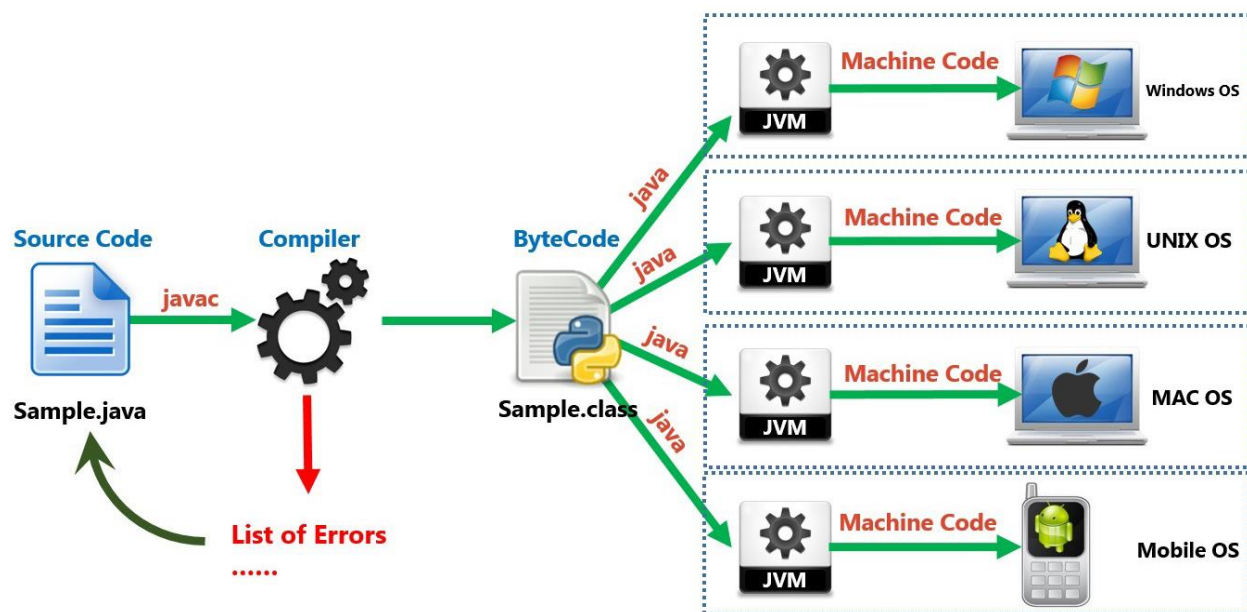 Source Code
javac
Sample.java
Compiler
List of Errors
......
ByteCode
Sample.class
java
JVM
Machine Code
Windows OS
java
JVM
Machine Code
UNIX OS
java
JVM
Machine Code
MAC OS
java
JVM
Machine Code
Mobile OS